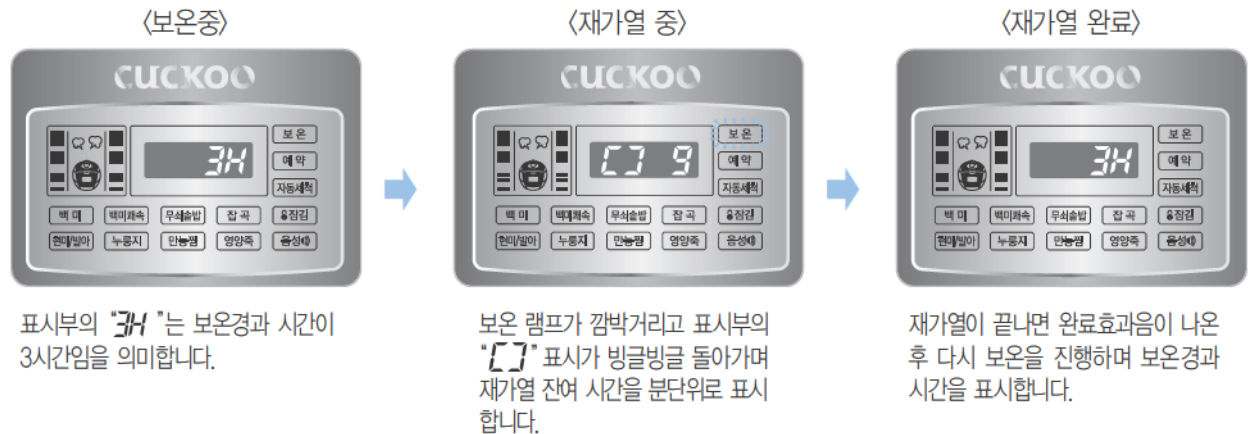 〈보온중〉
CUCKOO
3H
보온
예약
자동세척
백미 백미쾌속 무쇠솥밥 잡곡 잠김
현미/발아 누룽지 만능찜 영양죽 음성
표시부의 “3H ”는 보온경과 시간이
3시간임을 의미합니다.
〈재가열 중〉
CUCKOO
[ ] 9
보온
예약
자동세척
백미 백미쾌속 무쇠솥밥 잡곡 잠김
현미/발아 누룽지 만능찜 영양죽 음성
보온 램프가 깜박거리고 표시부의
“[ ]” 표시가 빙글빙글 돌아가며
재가열 잔여 시간을 분단위로 표시
합니다.
〈재가열 완료〉
CUCKOO
3H
보온
예약
자동세척
백미 백미쾌속 무쇠솥밥 잡곡 잠김
현미/발아 누룽지 만능찜 영양죽 음성
재가열이 끝나면 완료효과음이 나온
후 다시 보온을 진행하며 보온경과
시간을 표시합니다.